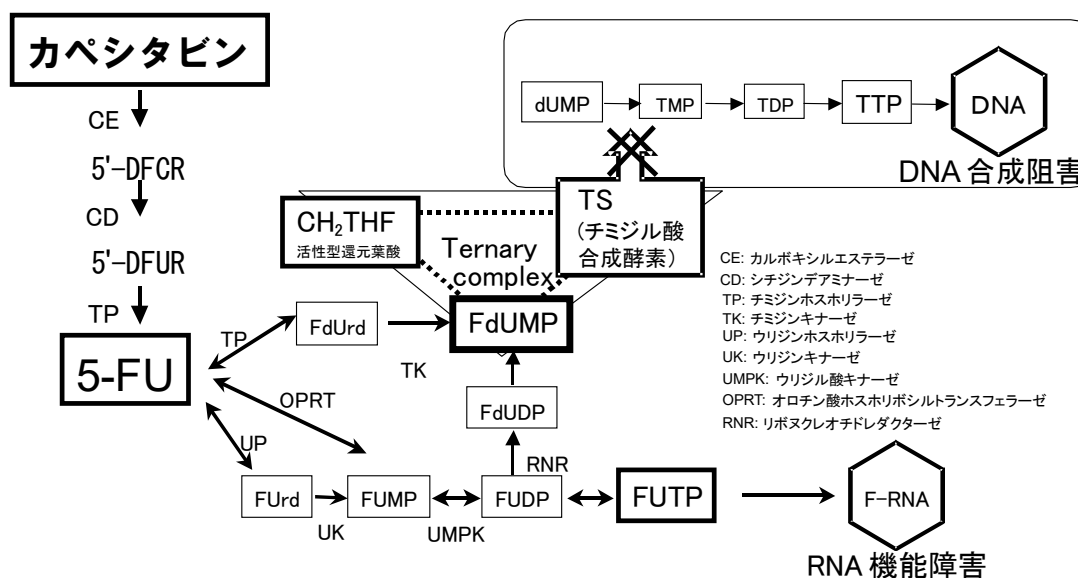 カペシタビン
CE
5'-DFCR
CD
5'-DFUR
TP
5-FU
dUMP
TMP
TDP
TTP
DNA
DNA 合成阻害
TS
(チミジル酸
合成酵素)
CH₂THF
活性型還元葉酸
Ternary
complex
TP
FdUrd
FdUMP
TK
OPRT
FdUDP
UP
RNR
FUrd
FUMP
FUDP
FUTP
F-RNA
UK
UMPK
RNA 機能障害
CE: カルボキシルエステラーゼ
CD: シチジンデアミナーゼ
TP: チミジンホスホリラーゼ
TK: チミジンキナーゼ
UP: ウリジンホスホリラーゼ
UK: ウリジンキナーゼ
UMPK: ウリジル酸キナーゼ
OPRT: オロチン酸ホスホリボシルトランスフェラーゼ
RNR: リボヌクレオチドレダクターゼ